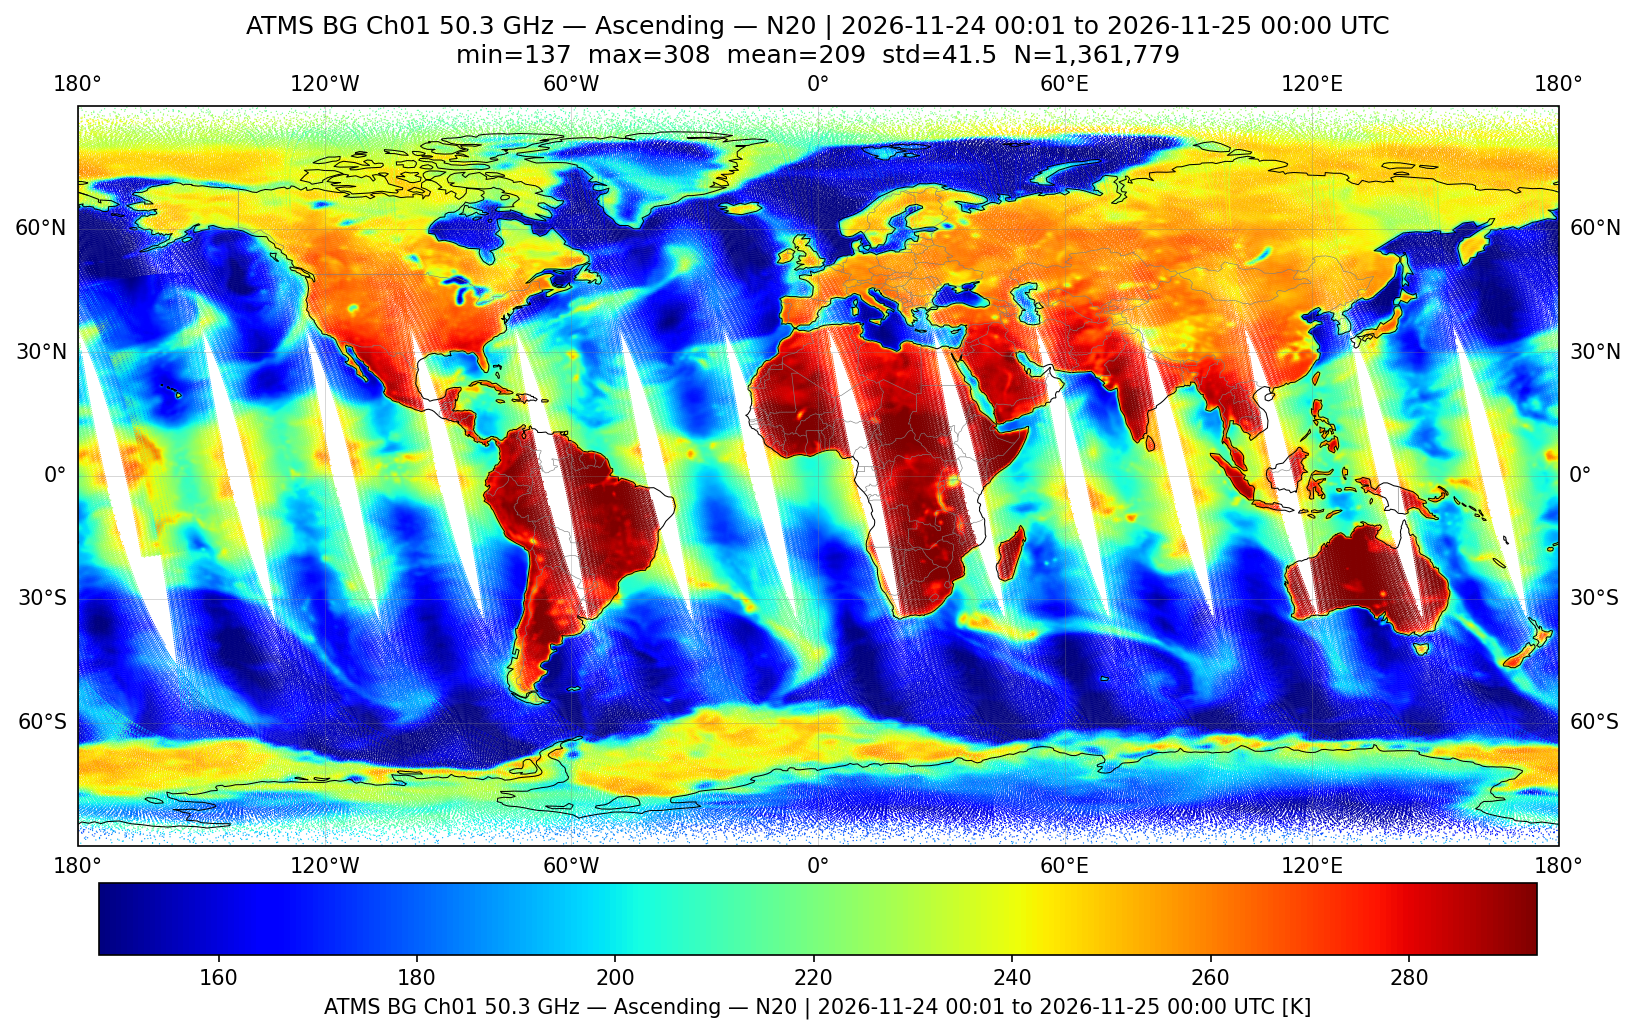 ATMS BG Ch01 50.3 GHz — Ascending — N20 | 2026-11-24 00:01 to 2026-11-25 00:00 UTC
min=137  max=308  mean=209  std=41.5  N=1,361,779
180° 120°W 60°W 0° 60°E 120°E 180°
60°N 60°N
30°N 30°N
0° 0°
30°S 30°S
60°S 60°S
180° 120°W 60°W 0° 60°E 120°E 180°
160 180 200 220 240 260 280
ATMS BG Ch01 50.3 GHz — Ascending — N20 | 2026-11-24 00:01 to 2026-11-25 00:00 UTC [K]